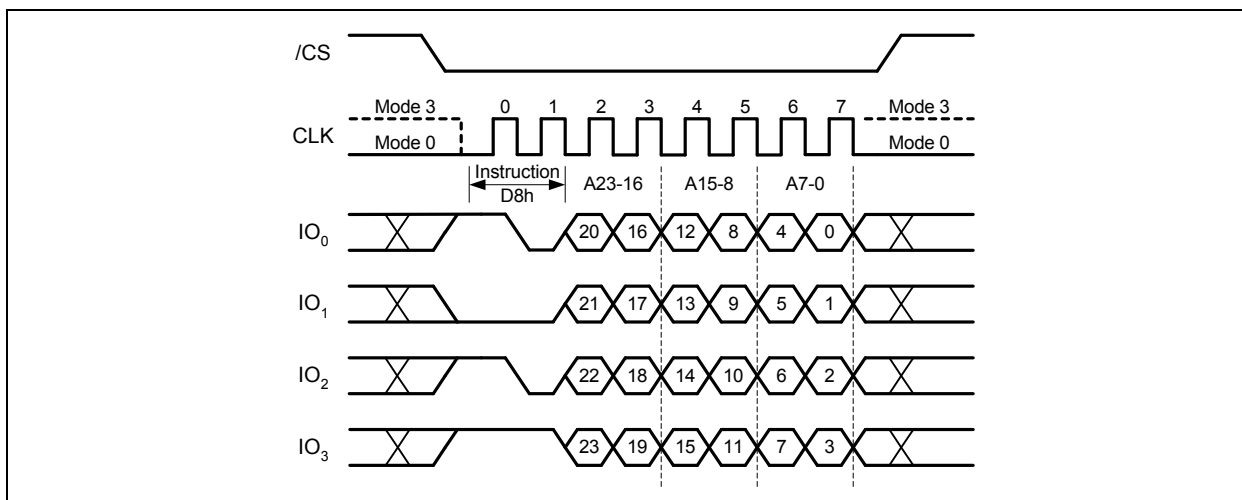 /CS
Mode 3 0 1 2 3 4 5 6 7 Mode 3
CLK
Mode 0 Mode 0
Instruction
D8h
A23-16 A15-8 A7-0
IO0 20 16 12 8 4 0
IO1 21 17 13 9 5 1
IO2 22 18 14 10 6 2
IO3 23 19 15 11 7 3